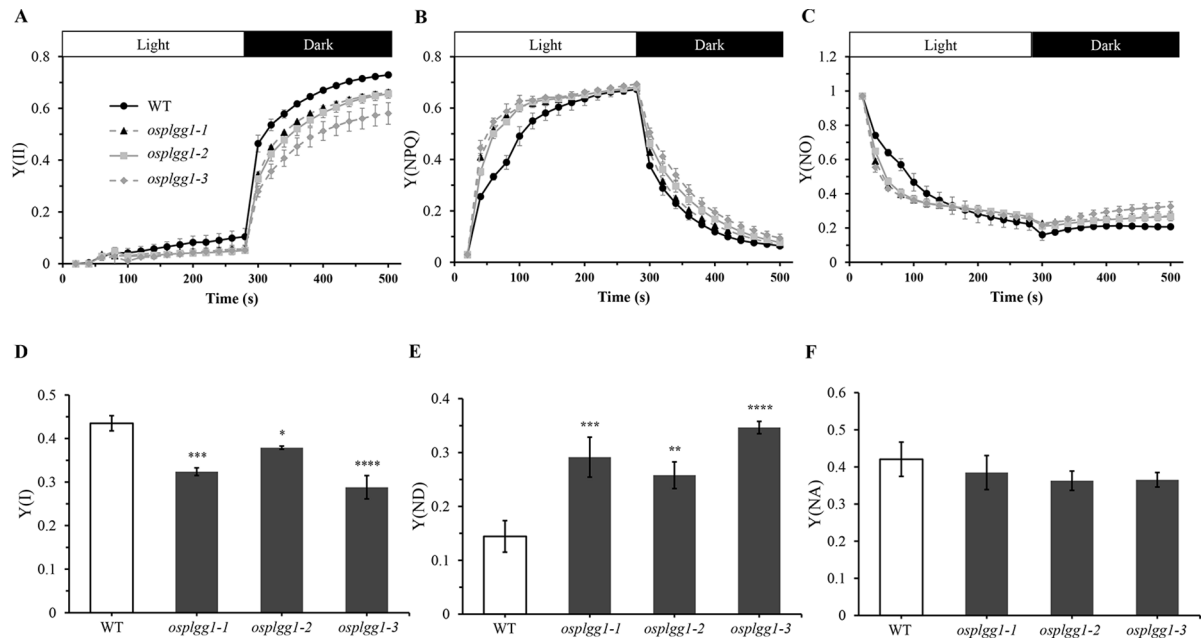 A
B
C
Light
Dark
Light
Dark
Light
Dark
0.8
0.6
0.4
0.2
0
Y(II)
WT
osplgg1-1
osplgg1-2
osplgg1-3
0
100
200
300
400
500
Time (s)
0.8
0.6
0.4
0.2
0.0
Y(NPQ)
0
100
200
300
400
500
Time (s)
1.2
1
0.8
0.6
0.4
0.2
0
Y(NO)
0
100
200
300
400
500
Time (s)
D
E
F
0.5
0.4
0.3
0.2
0.1
0
Y(I)
***
*
****
WT
osplgg1-1
osplgg1-2
osplgg1-3
0.4
0.3
0.2
0.1
0
Y(ND)
***
**
****
WT
osplgg1-1
osplgg1-2
osplgg1-3
0.6
0.5
0.4
0.3
0.2
0.1
0
Y(NA)
WT
osplgg1-1
osplgg1-2
osplgg1-3